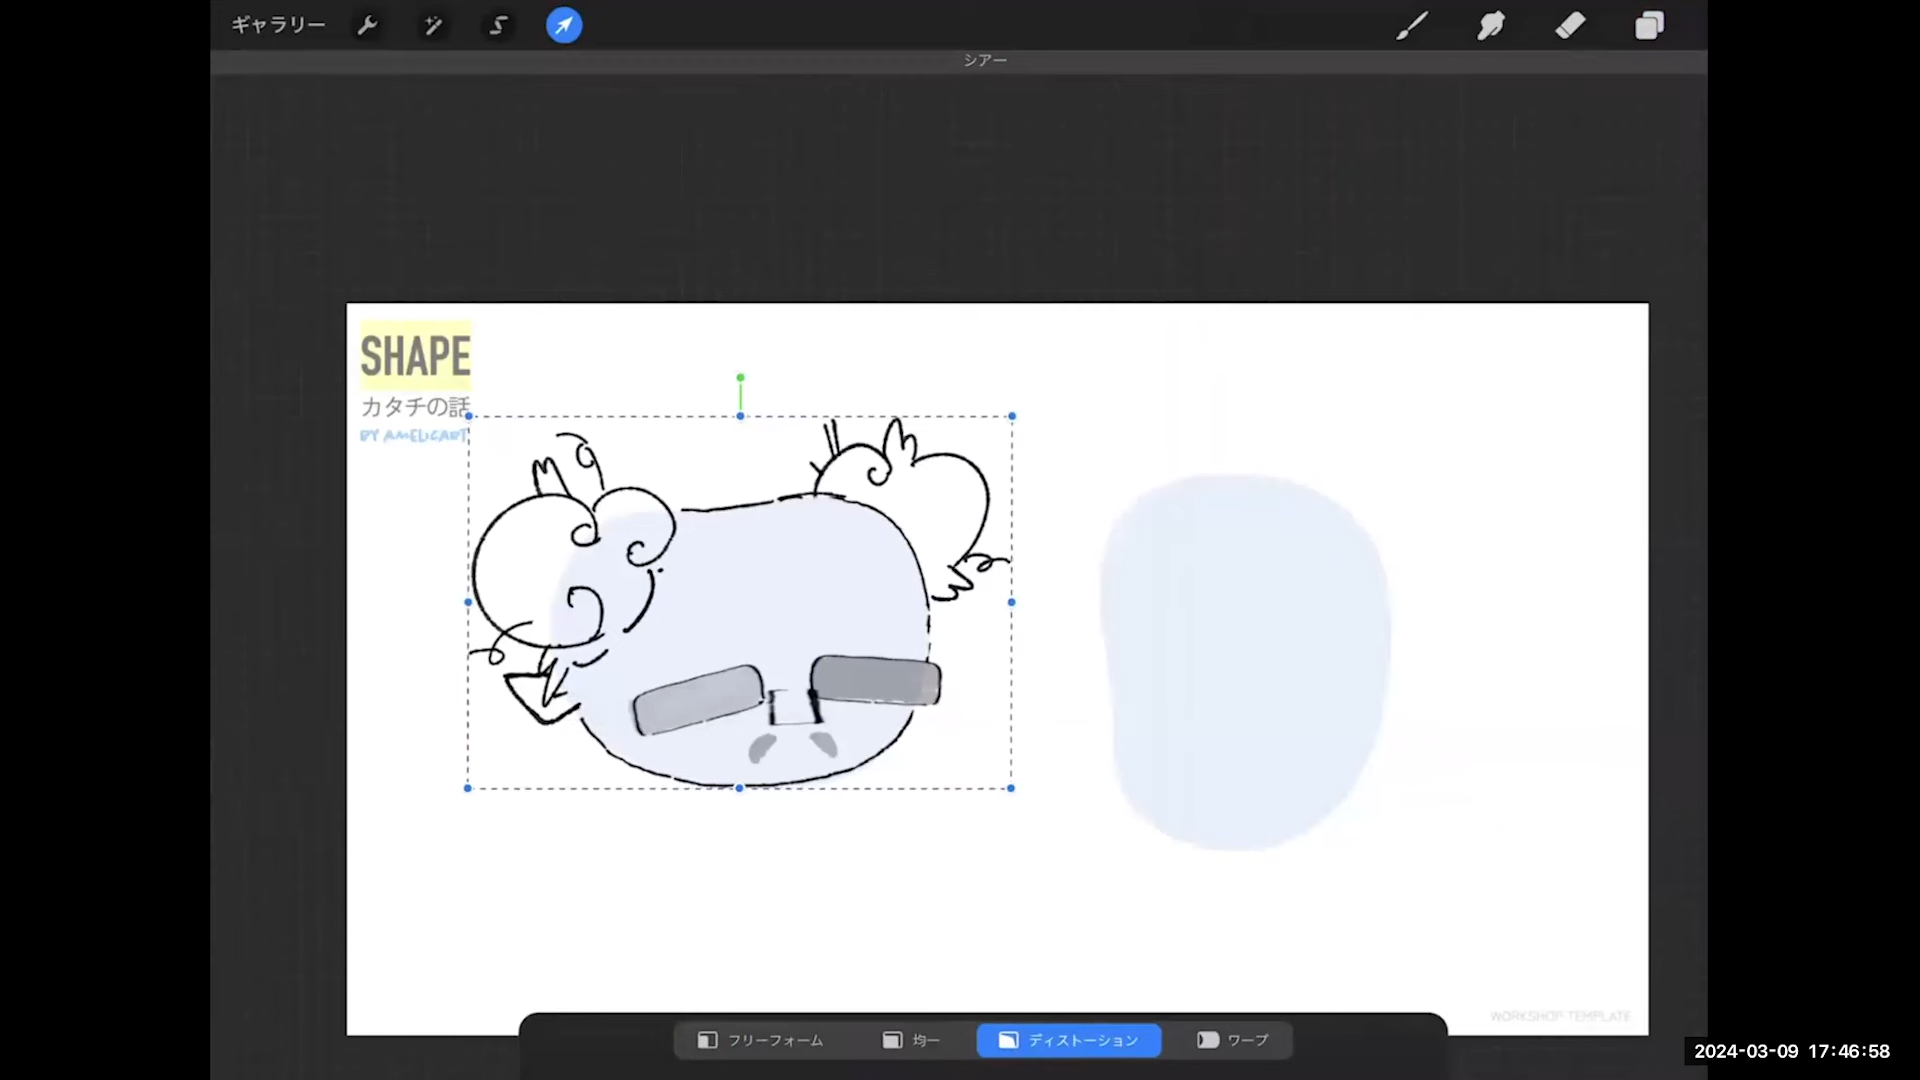 ギャラリー
シアー
SHAPE
カタチの話
BY AMELICART
WORKSHOP TEMPLATE
フリーフォーム
均一
ディストーション
ワープ
2024-03-09 17:46:58